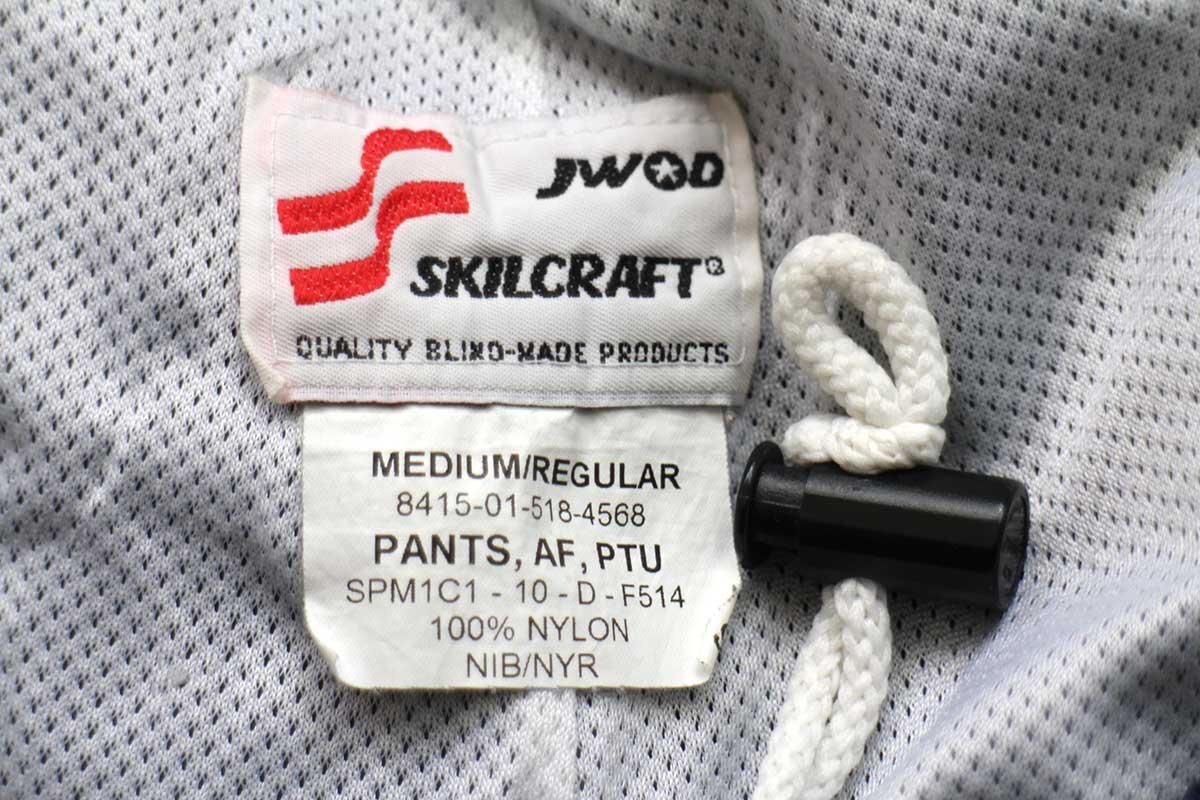 JWOD
SKILCRAFT®
QUALITY BLIND-MADE PRODUCTS
MEDIUM/REGULAR
8415-01-518-4568
PANTS, AF, PTU
SPM1C1 - 10 - D - F514
100% NYLON
NIB/NYR